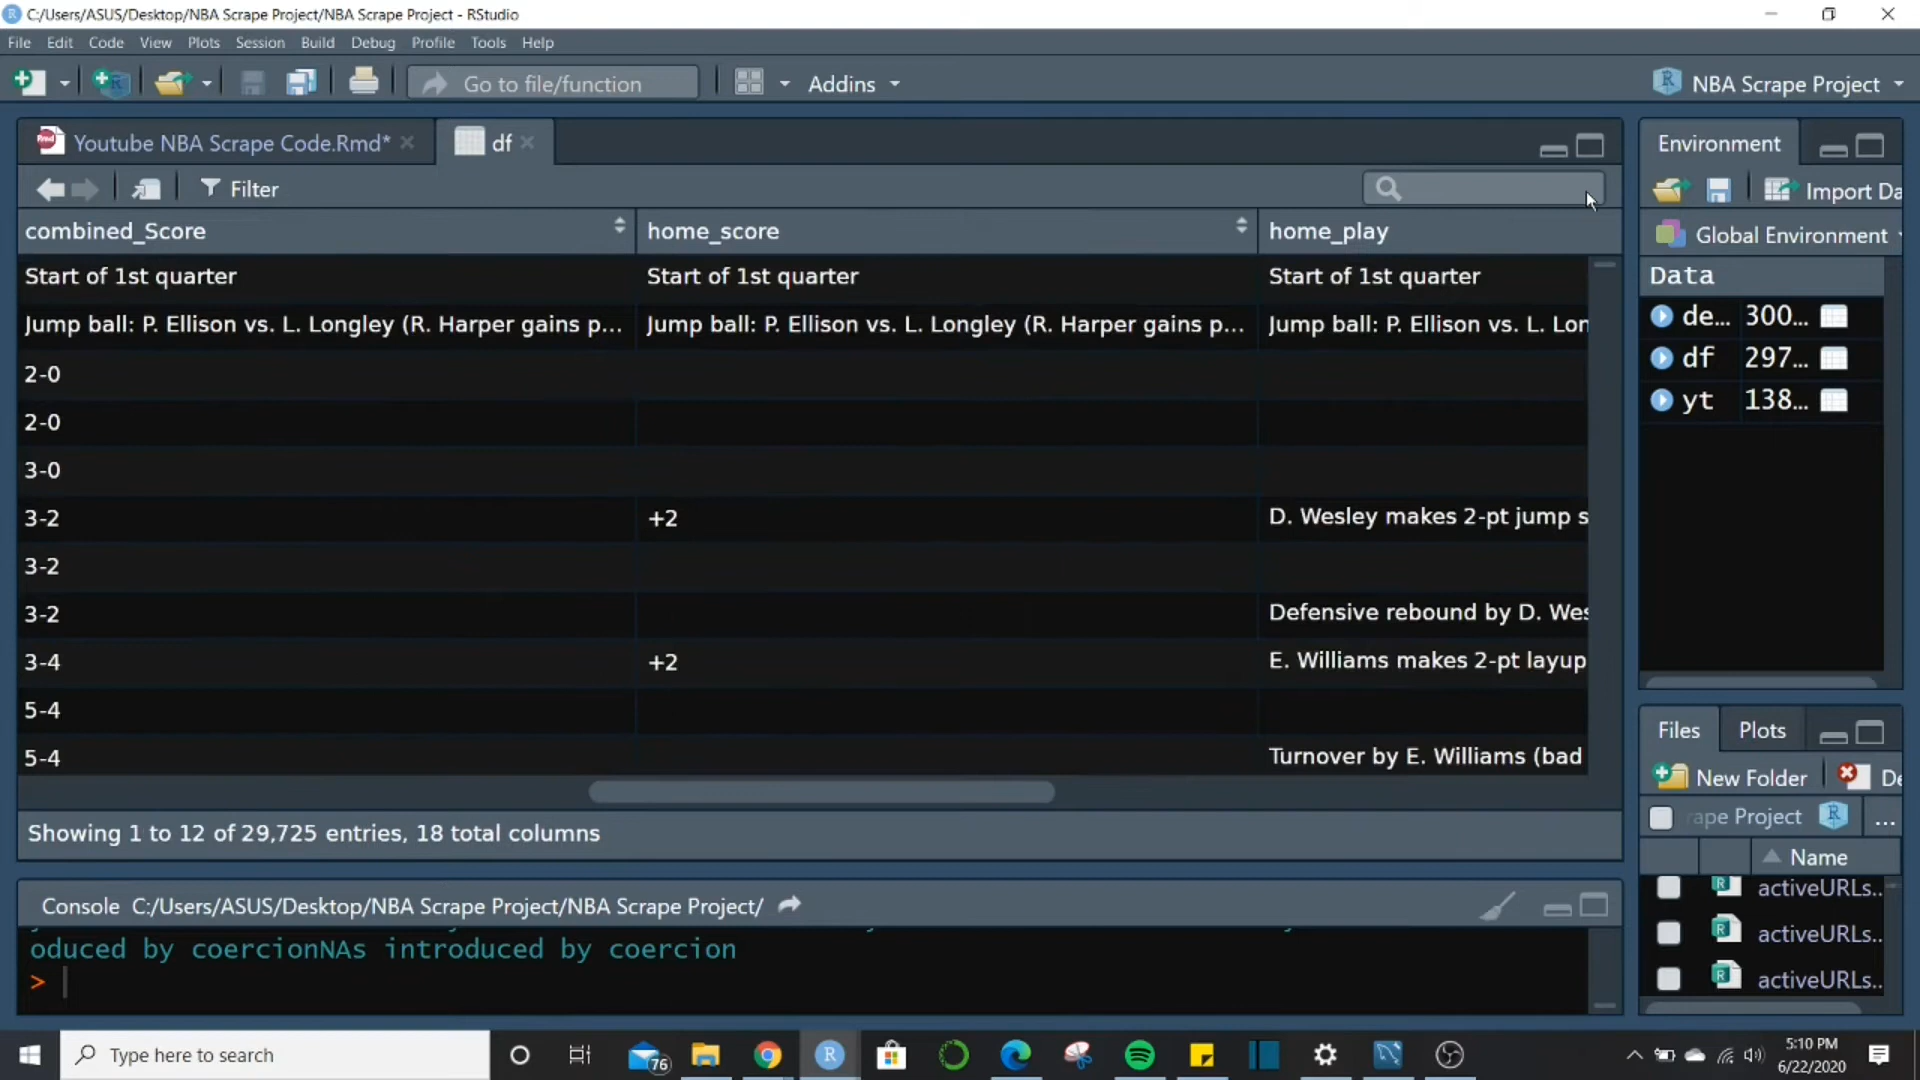 C:/Users/ASUS/Desktop/NBA Scrape Project/NBA Scrape Project - RStudio
File Edit Code View Plots Session Build Debug Profile Tools Help
Go to file/function Addins NBA Scrape Project
Youtube NBA Scrape Code.Rmd* df
Filter
combined_Score home_score home_play
Start of 1st quarter Start of 1st quarter Start of 1st quarter
Jump ball: P. Ellison vs. L. Longley (R. Harper gains p... Jump ball: P. Ellison vs. L. Longley (R. Harper gains p... Jump ball: P. Ellison vs. L. Lon
2-0
2-0
3-0
3-2 +2 D. Wesley makes 2-pt jump s
3-2
3-2 Defensive rebound by D. Wes
3-4 +2 E. Williams makes 2-pt layup
5-4
5-4 Turnover by E. Williams (bad
Showing 1 to 12 of 29,725 entries, 18 total columns
Console C:/Users/ASUS/Desktop/NBA Scrape Project/NBA Scrape Project/
oduced by coercionNAs introduced by coercion
>
Environment
Import Da
Global Environment
Data
de... 300...
df 297...
yt 138...
Files Plots
New Folder De
rape Project ...
Name
activeURLs..
activeURLs..
activeURLs..
Type here to search
76
5:10 PM
6/22/2020